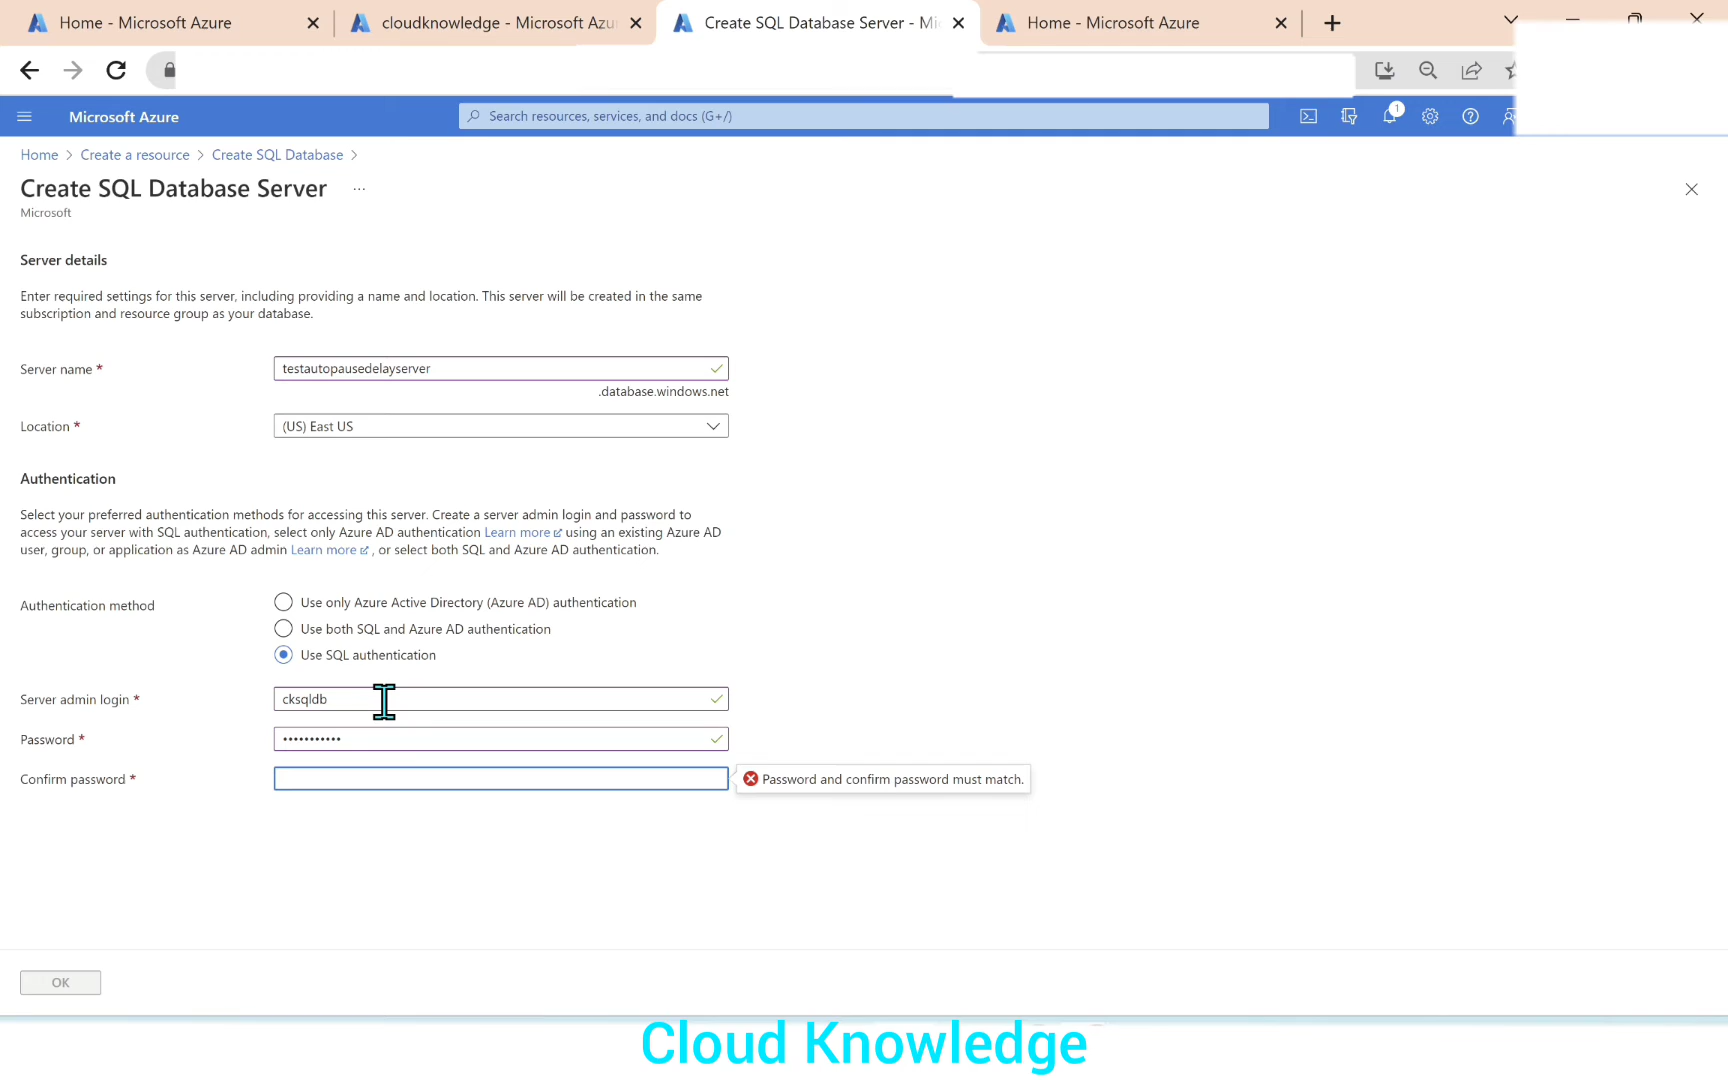 Home - Microsoft Azure
cloudknowledge - Microsoft Azu
Create SQL Database Server - Mi
Home - Microsoft Azure
Microsoft Azure
Search resources, services, and docs (G+/)
1
Home > Create a resource > Create SQL Database >
Create SQL Database Server ...
Microsoft
Server details
Enter required settings for this server, including providing a name and location. This server will be created in the same
subscription and resource group as your database.
Server name *
testautopausedelayserver
.database.windows.net
Location *
(US) East US
Authentication
Select your preferred authentication methods for accessing this server. Create a server admin login and password to
access your server with SQL authentication, select only Azure AD authentication Learn more using an existing Azure AD
user, group, or application as Azure AD admin Learn more , or select both SQL and Azure AD authentication.
Authentication method
Use only Azure Active Directory (Azure AD) authentication
Use both SQL and Azure AD authentication
Use SQL authentication
Server admin login *
cksqldb
Password *
•••••••••••
Confirm password *
Password and confirm password must match.
OK
Cloud Knowledge